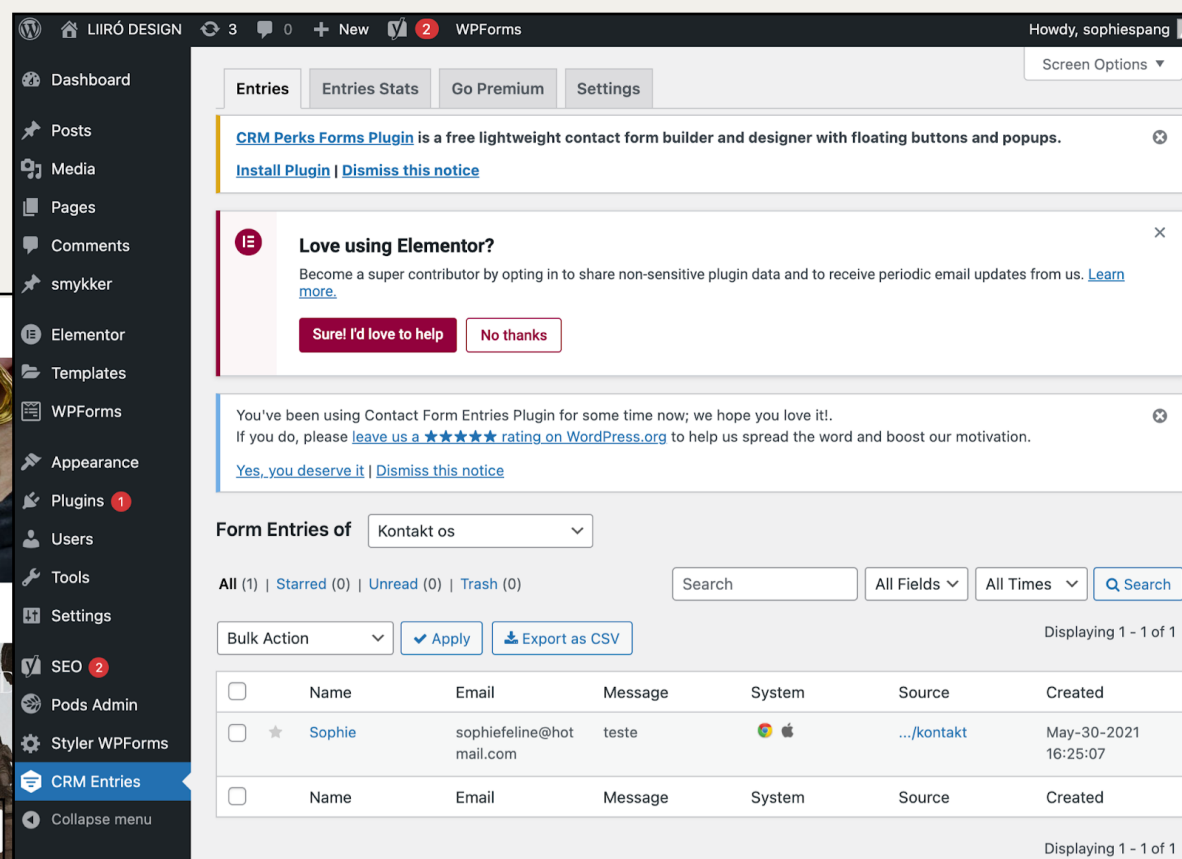 LIIRÓ DESIGN 3 0 New 2 WPForms Howdy, sophiespang
Screen Options
Dashboard
Posts
Media
Pages
Comments
smykker
Elementor
Templates
WPForms
Appearance
Plugins 1
Users
Tools
Settings
SEO 2
Pods Admin
Styler WPForms
CRM Entries
Collapse menu
Entries Entries Stats Go Premium Settings
CRM Perks Forms Plugin is a free lightweight contact form builder and designer with floating buttons and popups.
Install Plugin | Dismiss this notice
Love using Elementor?
Become a super contributor by opting in to share non-sensitive plugin data and to receive periodic email updates from us. Learn
more.
Sure! I'd love to help No thanks
You've been using Contact Form Entries Plugin for some time now; we hope you love it!.
If you do, please leave us a ★★★★★ rating on WordPress.org to help us spread the word and boost our motivation.
Yes, you deserve it | Dismiss this notice
Form Entries of Kontakt os
All (1) | Starred (0) | Unread (0) | Trash (0) Search All Fields All Times Search
Bulk Action Apply Export as CSV Displaying 1 - 1 of 1
Name Email Message System Source Created
Sophie sophiefeline@hot teste .../kontakt May-30-2021
mail.com 16:25:07
Name Email Message System Source Created
Displaying 1 - 1 of 1